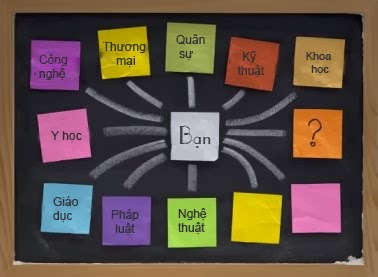 Công
nghệ
Thương
mại
Quân
sự
Kỹ
thuật
Khoa
học
Y học
Bạn
?
Giáo
dục
Pháp
luật
Nghệ
thuật